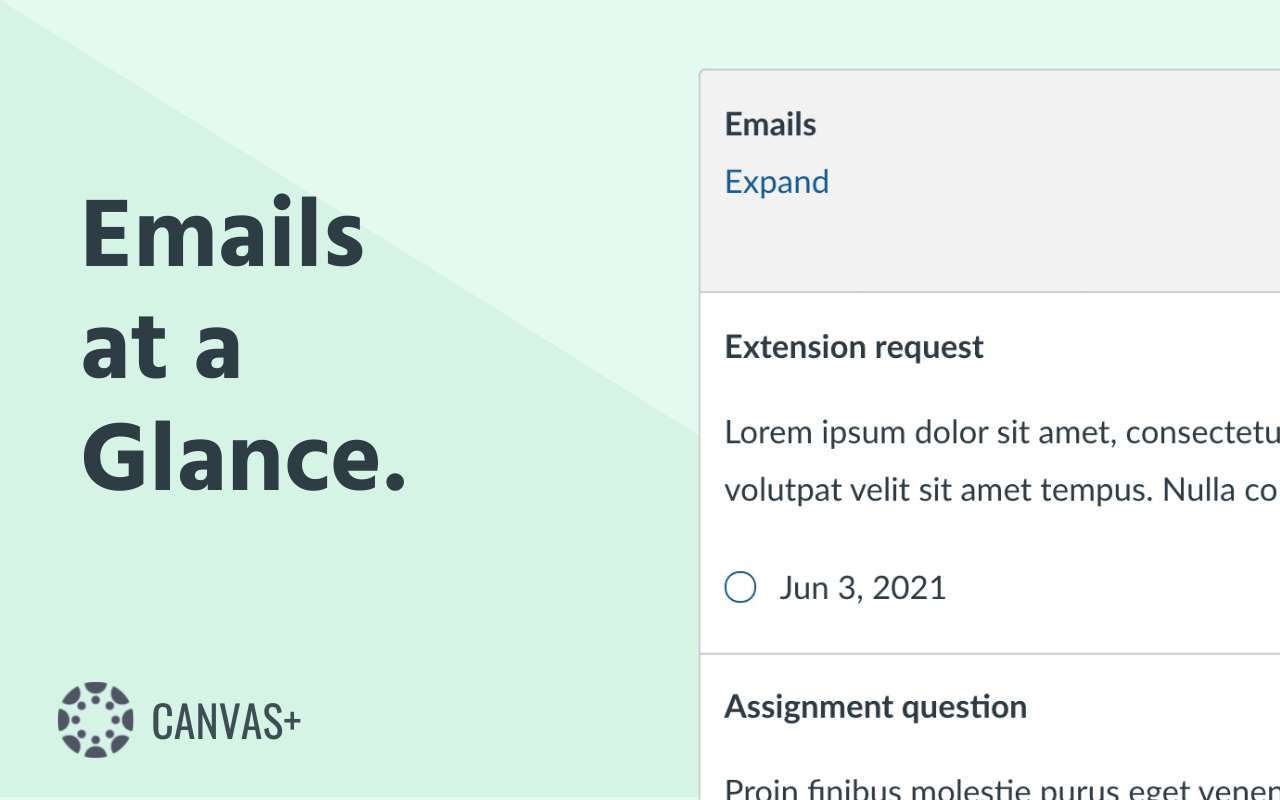 Emails
at a
Glance.
CANVAS+
Emails
Expand
Extension request
Lorem ipsum dolor sit amet, consectetu
volutpat velit sit amet tempus. Nulla co
Jun 3, 2021
Assignment question
Proin finibus molestie purus eget venen